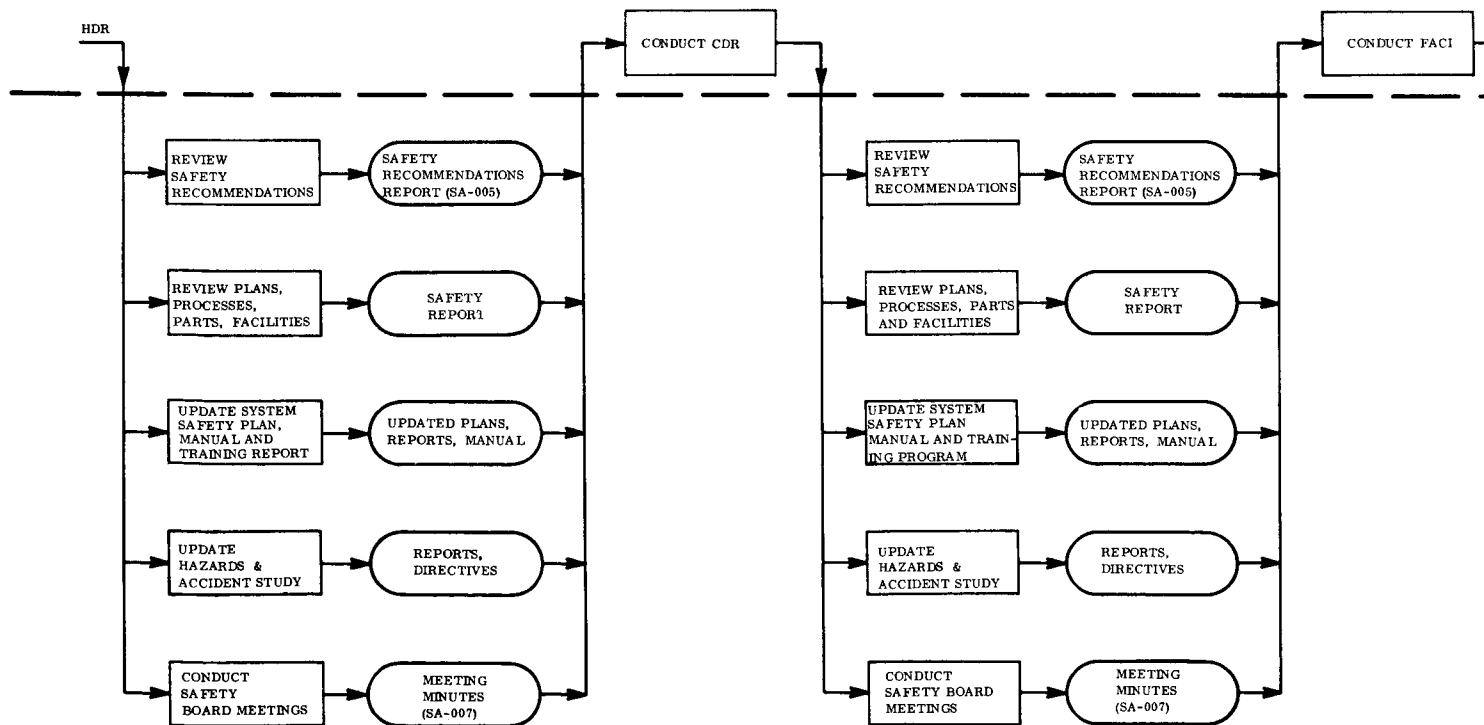 HDR
CONDUCT CDR
CONDUCT FACI
REVIEW
SAFETY
RECOMMENDATIONS
SAFETY
RECOMMENDATIONS
REPORT (SA-005)
REVIEW
SAFETY
RECOMMENDATIONS
SAFETY
RECOMMENDATIONS
REPORT (SA-005)
REVIEW PLANS,
PROCESSES,
PARTS, FACILITIES
SAFETY
REPORT
REVIEW PLANS,
PROCESSES, PARTS
AND FACILITIES
SAFETY
REPORT
UPDATE SYSTEM
SAFETY PLAN,
MANUAL AND
TRAINING REPORT
UPDATED PLANS,
REPORTS, MANUAL
UPDATE SYSTEM
SAFETY PLAN
MANUAL AND TRAIN-
ING PROGRAM
UPDATED PLANS,
REPORTS, MANUAL
UPDATE
HAZARDS &
ACCIDENT STUDY
REPORTS,
DIRECTIVES
UPDATE
HAZARDS &
ACCIDENT STUDY
REPORTS,
DIRECTIVES
CONDUCT
SAFETY
BOARD MEETINGS
MEETING
MINUTES
(SA-007)
CONDUCT
SAFETY BOARD
MEETINGS
MEETING
MINUTES
(SA-007)